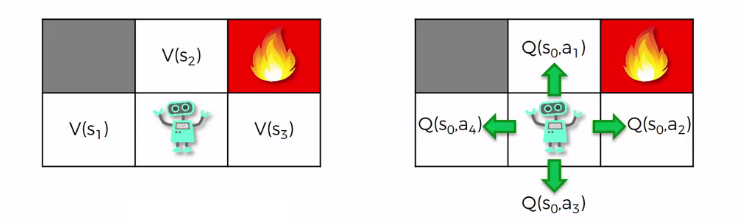 V(s₂)
V(s₁)
V(s₃)
Q(s₀,a₁)
Q(s₀,a₄)
Q(s₀,a₂)
Q(s₀,a₃)